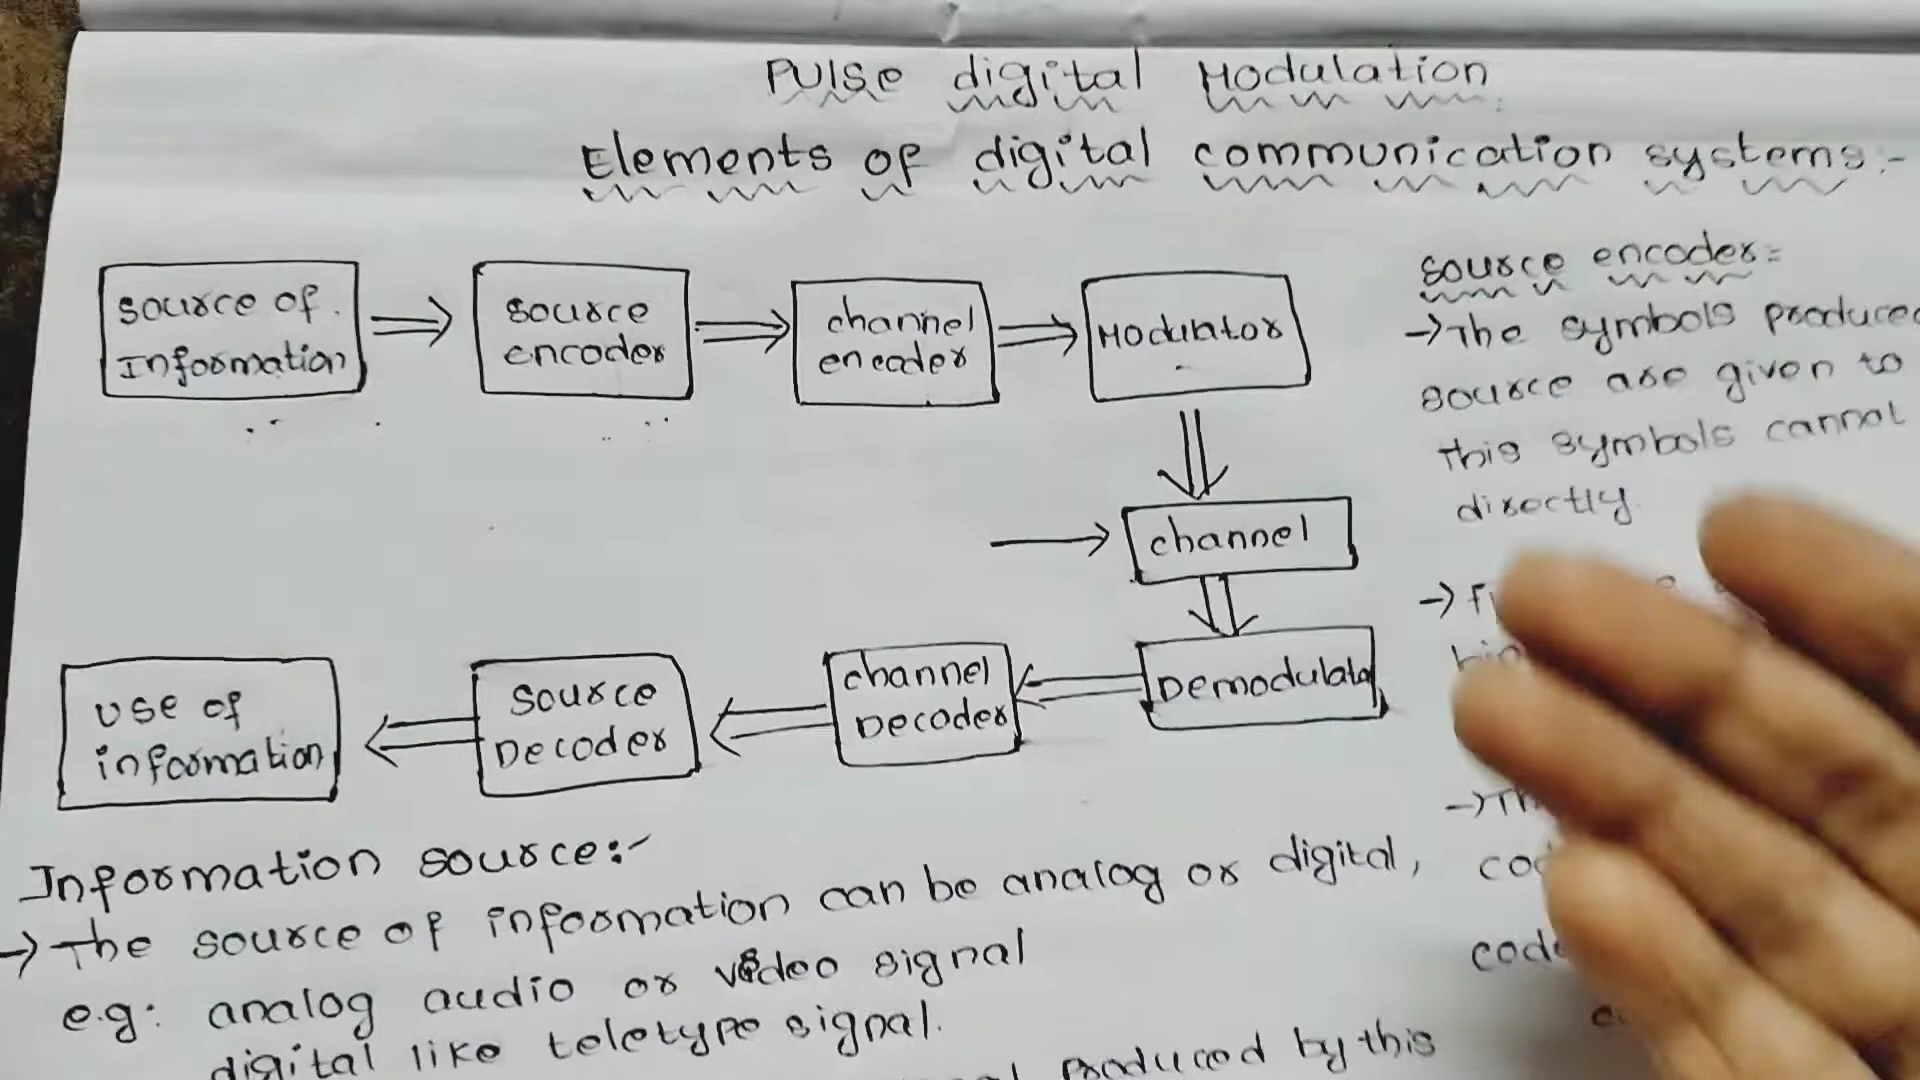 Pulse digital Modulation
Elements of digital communication systems:-
source of
Information
source
encoder
channel
encoder
Modulator
channel
Demodulator
channel
Decoder
source
Decoder
use of
information
Information source:-
→ The source of information can be analog or digital,
e.g: analog audio or video signal
digital like teletype signal.
produced by this
source encoder:
→ The symbols produced
source are given to
This symbols cannot
directly.